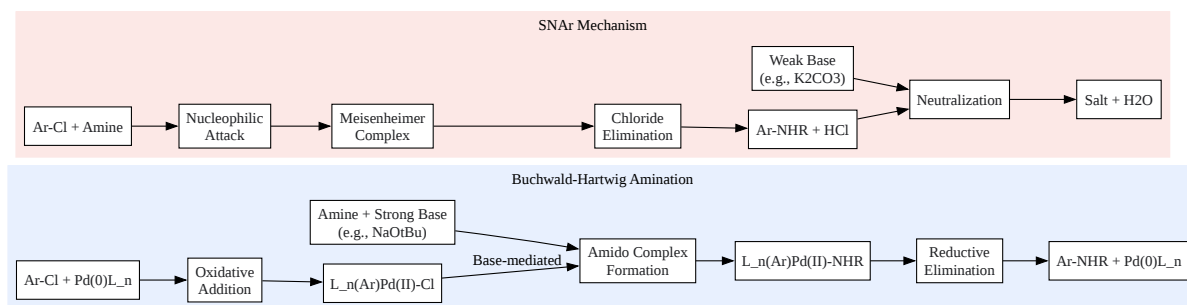 SNAr Mechanism
Weak Base
(e.g., K2CO3)
Ar-Cl + Amine
Nucleophilic
Attack
Meisenheimer
Complex
Chloride
Elimination
Ar-NHR + HCl
Neutralization
Salt + H2O
Buchwald-Hartwig Amination
Amine + Strong Base
(e.g., NaOtBu)
Ar-Cl + Pd(0)L_n
Oxidative
Addition
L_n(Ar)Pd(II)-Cl
Base-mediated
Amido Complex
Formation
L_n(Ar)Pd(II)-NHR
Reductive
Elimination
Ar-NHR + Pd(0)L_n